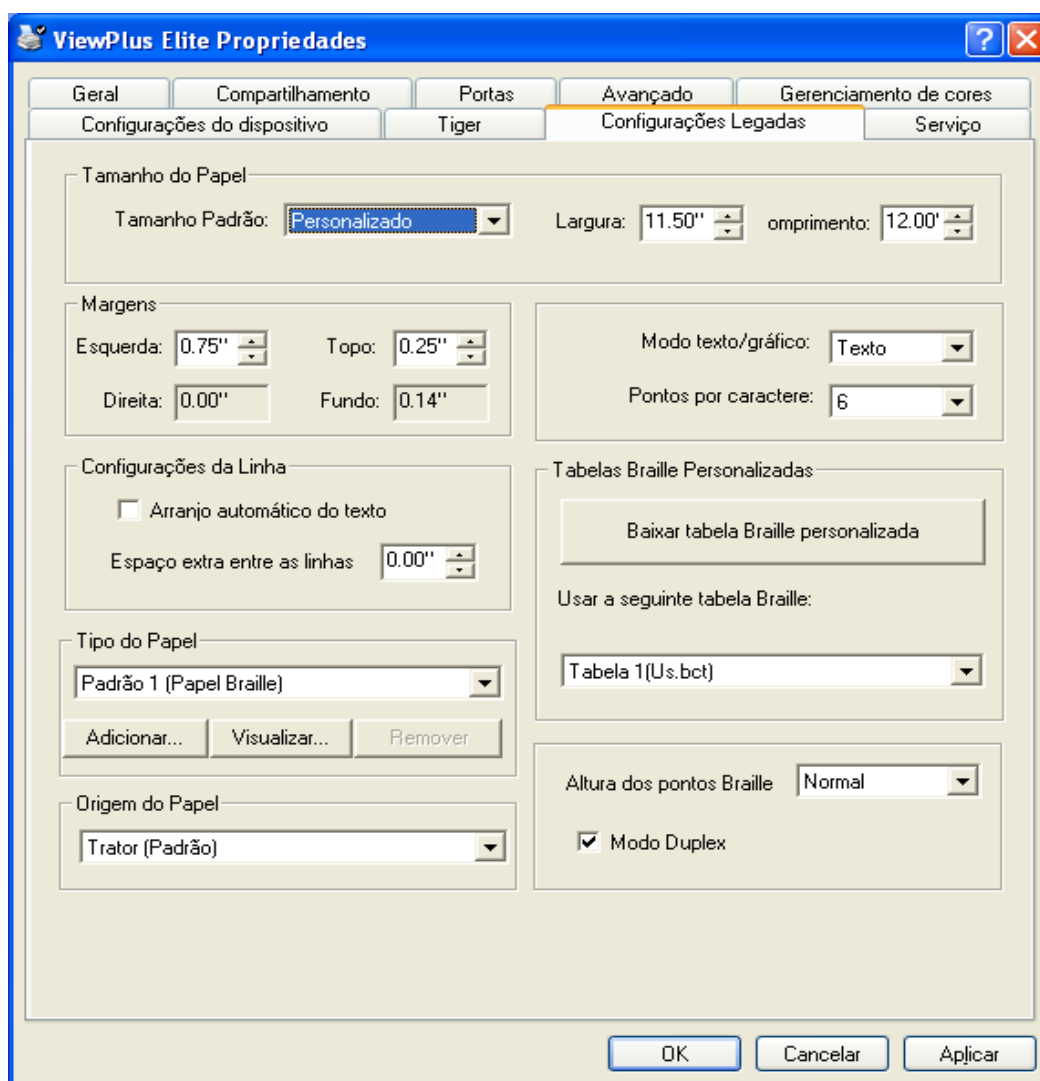 ViewPlus Elite Propriedades
Geral Compartilhamento Portas Avançado Gerenciamento de cores
Configurações do dispositivo Tiger Configurações Legadas Serviço
Tamanho do Papel
Tamanho Padrão: Personalizado Largura: 11.50" omprimento: 12.00'
Margens
Esquerda: 0.75" Topo: 0.25"
Direita: 0.00" Fundo: 0.14"
Modo texto/gráfico: Texto
Pontos por caractere: 6
Configurações da Linha
Arranjo automático do texto
Espaço extra entre as linhas 0.00"
Tabelas Braille Personalizadas
Baixar tabela Braille personalizada
Usar a seguinte tabela Braille:
Tabela 1(Us.bct)
Tipo do Papel
Padrão 1 (Papel Braille)
Adicionar... Visualizar... Remover
Origem do Papel
Trator (Padrão)
Altura dos pontos Braille Normal
Modo Duplex
OK Cancelar Aplicar